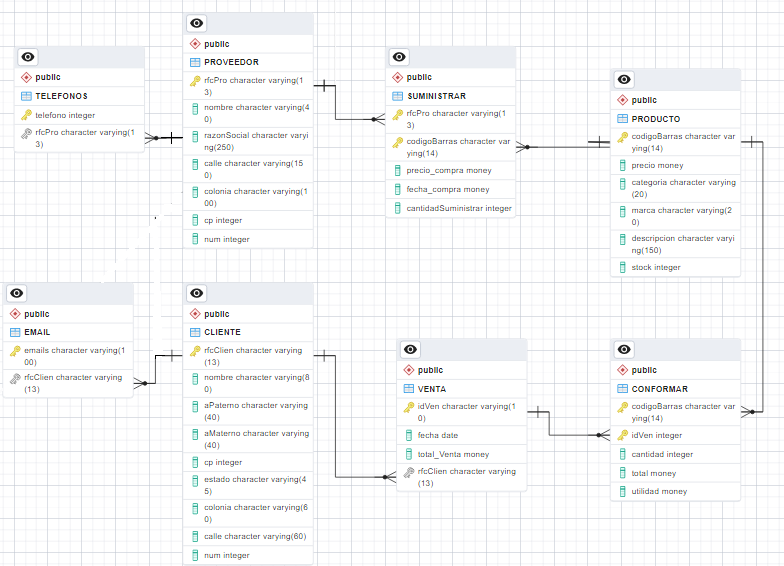 public
TELEFONOS
telefono integer
rfcPro character varying(1
3)
public
PROVEEDOR
rfcPro character varying(1
3)
nombre character varying(4
0)
razonSocial character varyi
ng(250)
calle character varying(15
0)
colonia character varying(1
00)
cp integer
num integer
public
SUMINISTRAR
rfcPro character varying(1
3)
codigoBarras character var
ying(14)
precio_compra money
fecha_compra money
cantidadSuministrar integer
public
PRODUCTO
codigoBarras character var
ying(14)
precio money
categoria character varying
(20)
marca character varying(2
0)
descripcion character varyi
ng(150)
stock integer
public
EMAIL
emails character varying(1
00)
rfcClien character varying
(13)
public
CLIENTE
rfcClien character varying
(13)
nombre character varying(8
0)
aPaterno character varying
(40)
aMaterno character varying
(40)
cp integer
estado character varying(4
5)
colonia character varying(6
0)
calle character varying(60)
num integer
public
VENTA
idVen character varying(1
0)
fecha date
total_Venta money
rfcClien character varying
(13)
public
CONFORMAR
codigoBarras character var
ying(14)
idVen integer
cantidad integer
total money
utilidad money